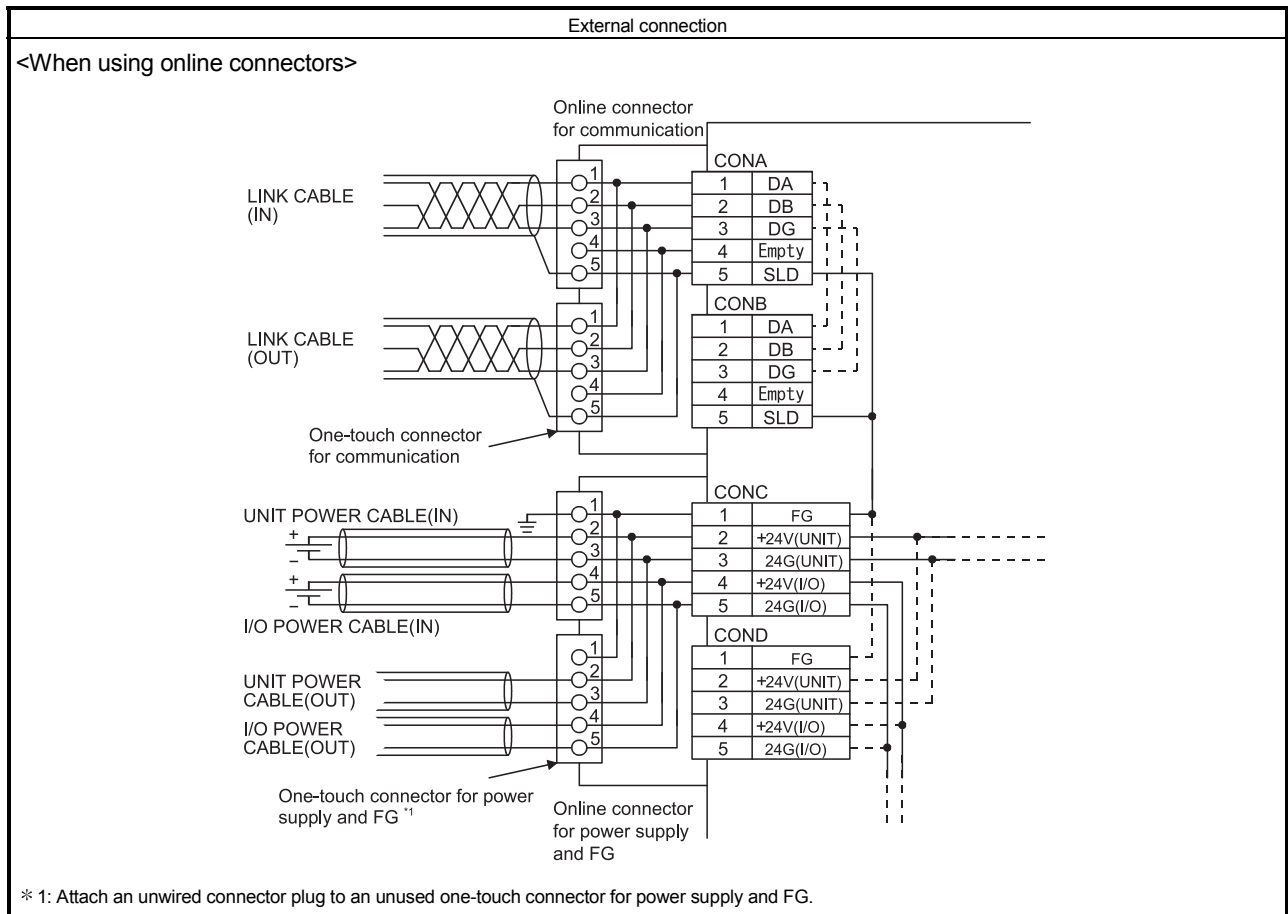 External connection
<When using online connectors>
Online connector
for communication
LINK CABLE
(IN)
1
2
3
4
5
CONA
1 DA
2 DB
3 DG
4 Empty
5 SLD
LINK CABLE
(OUT)
1
2
3
4
5
CONB
1 DA
2 DB
3 DG
4 Empty
5 SLD
One-touch connector
for communication
UNIT POWER CABLE(IN)
+
−
+
−
I/O POWER CABLE(IN)
1
2
3
4
5
CONC
1 FG
2 +24V(UNIT)
3 24G(UNIT)
4 +24V(I/O)
5 24G(I/O)
UNIT POWER
CABLE(OUT)
I/O POWER
CABLE(OUT)
1
2
3
4
5
COND
1 FG
2 +24V(UNIT)
3 24G(UNIT)
4 +24V(I/O)
5 24G(I/O)
One-touch connector for power
supply and FG *1
Online connector
for power supply
and FG
＊1: Attach an unwired connector plug to an unused one-touch connector for power supply and FG.